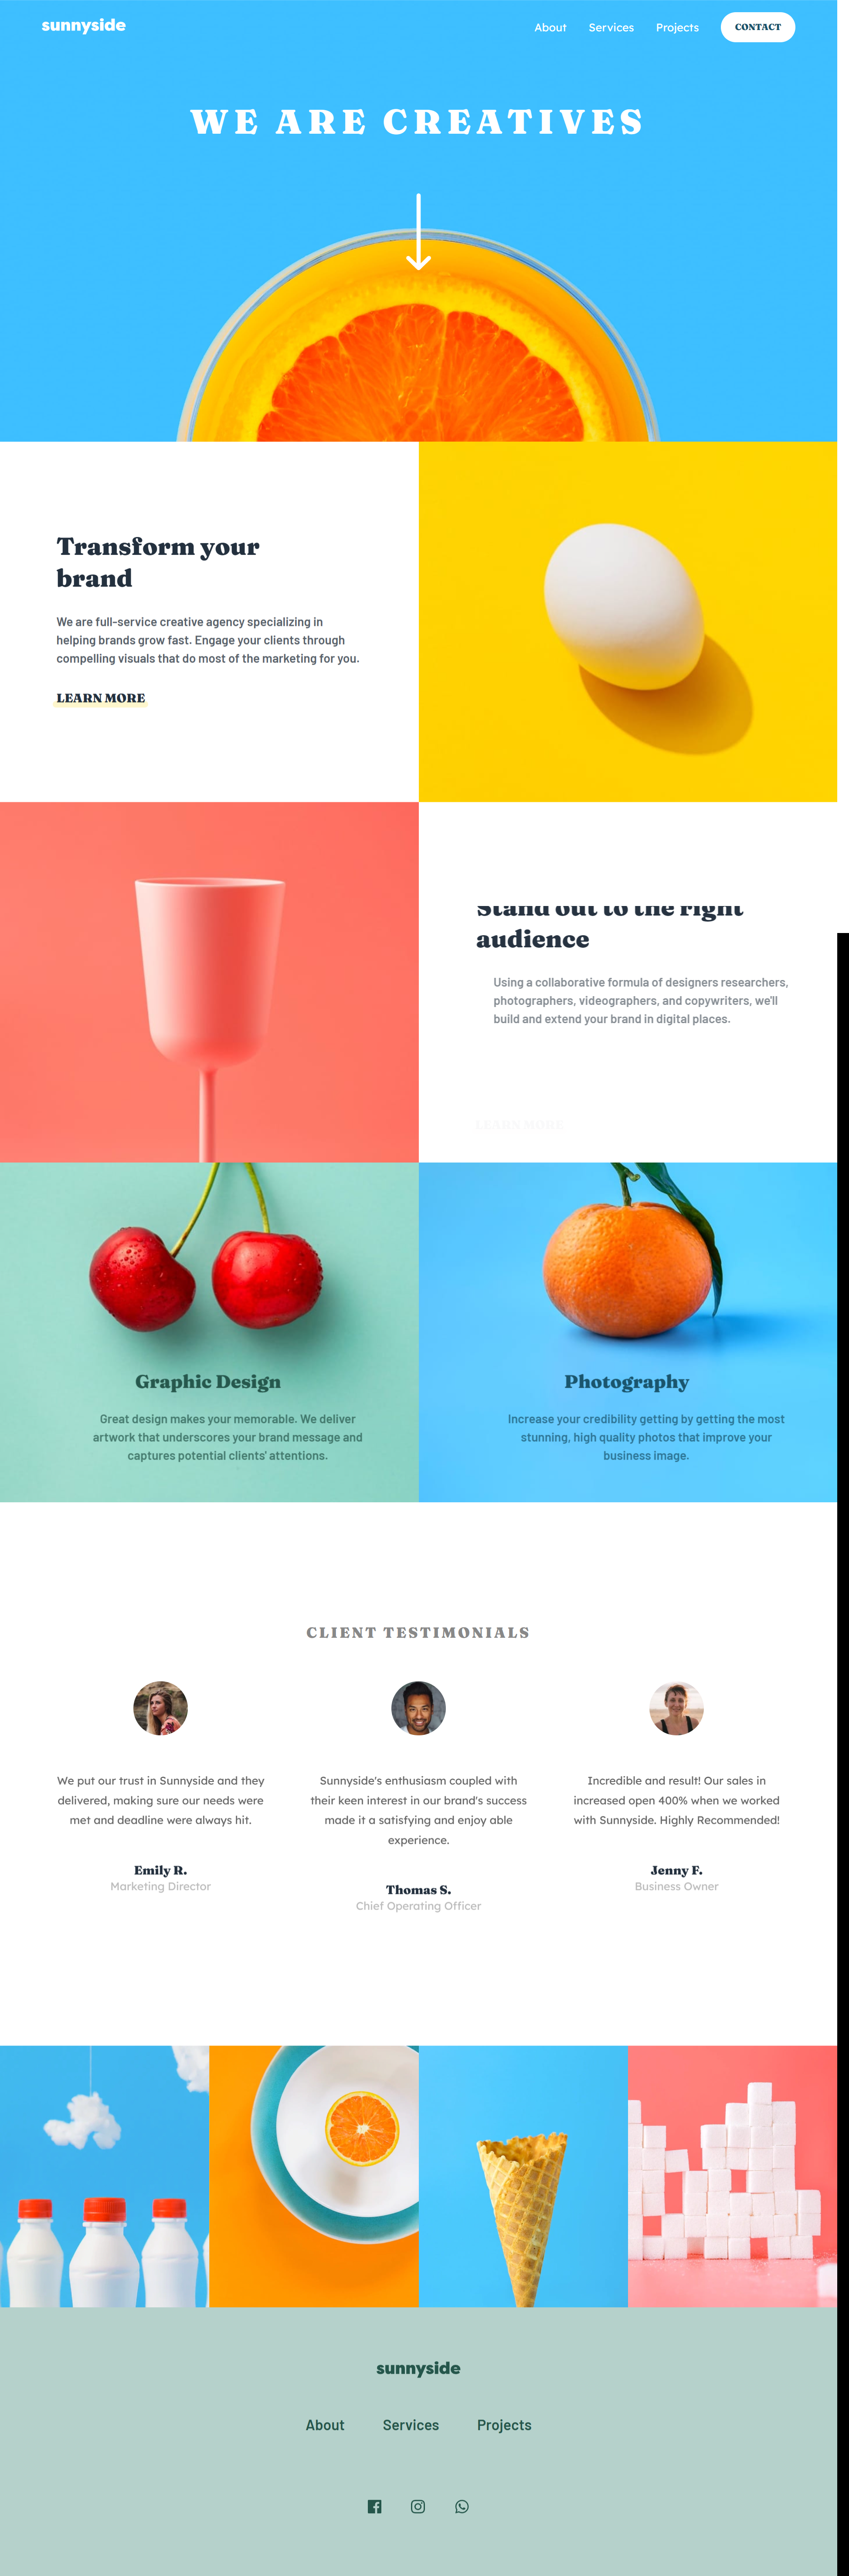 sunnyside
About Services Projects CONTACT
WE ARE CREATIVES
Transform your
brand
We are full-service creative agency specializing in
helping brands grow fast. Engage your clients through
compelling visuals that do most of the marketing for you.
LEARN MORE
Stand out to the right
audience
Using a collaborative formula of designers researchers,
photographers, videographers, and copywriters, we'll
build and extend your brand in digital places.
LEARN MORE
Graphic Design
Great design makes your memorable. We deliver
artwork that underscores your brand message and
captures potential clients' attentions.
Photography
Increase your credibility getting by getting the most
stunning, high quality photos that improve your
business image.
CLIENT TESTIMONIALS
We put our trust in Sunnyside and they
delivered, making sure our needs were
met and deadline were always hit.
Emily R.
Marketing Director
Sunnyside's enthusiasm coupled with
their keen interest in our brand's success
made it a satisfying and enjoy able
experience.
Thomas S.
Chief Operating Officer
Incredible and result! Our sales in
increased open 400% when we worked
with Sunnyside. Highly Recommended!
Jenny F.
Business Owner
sunnyside
About Services Projects